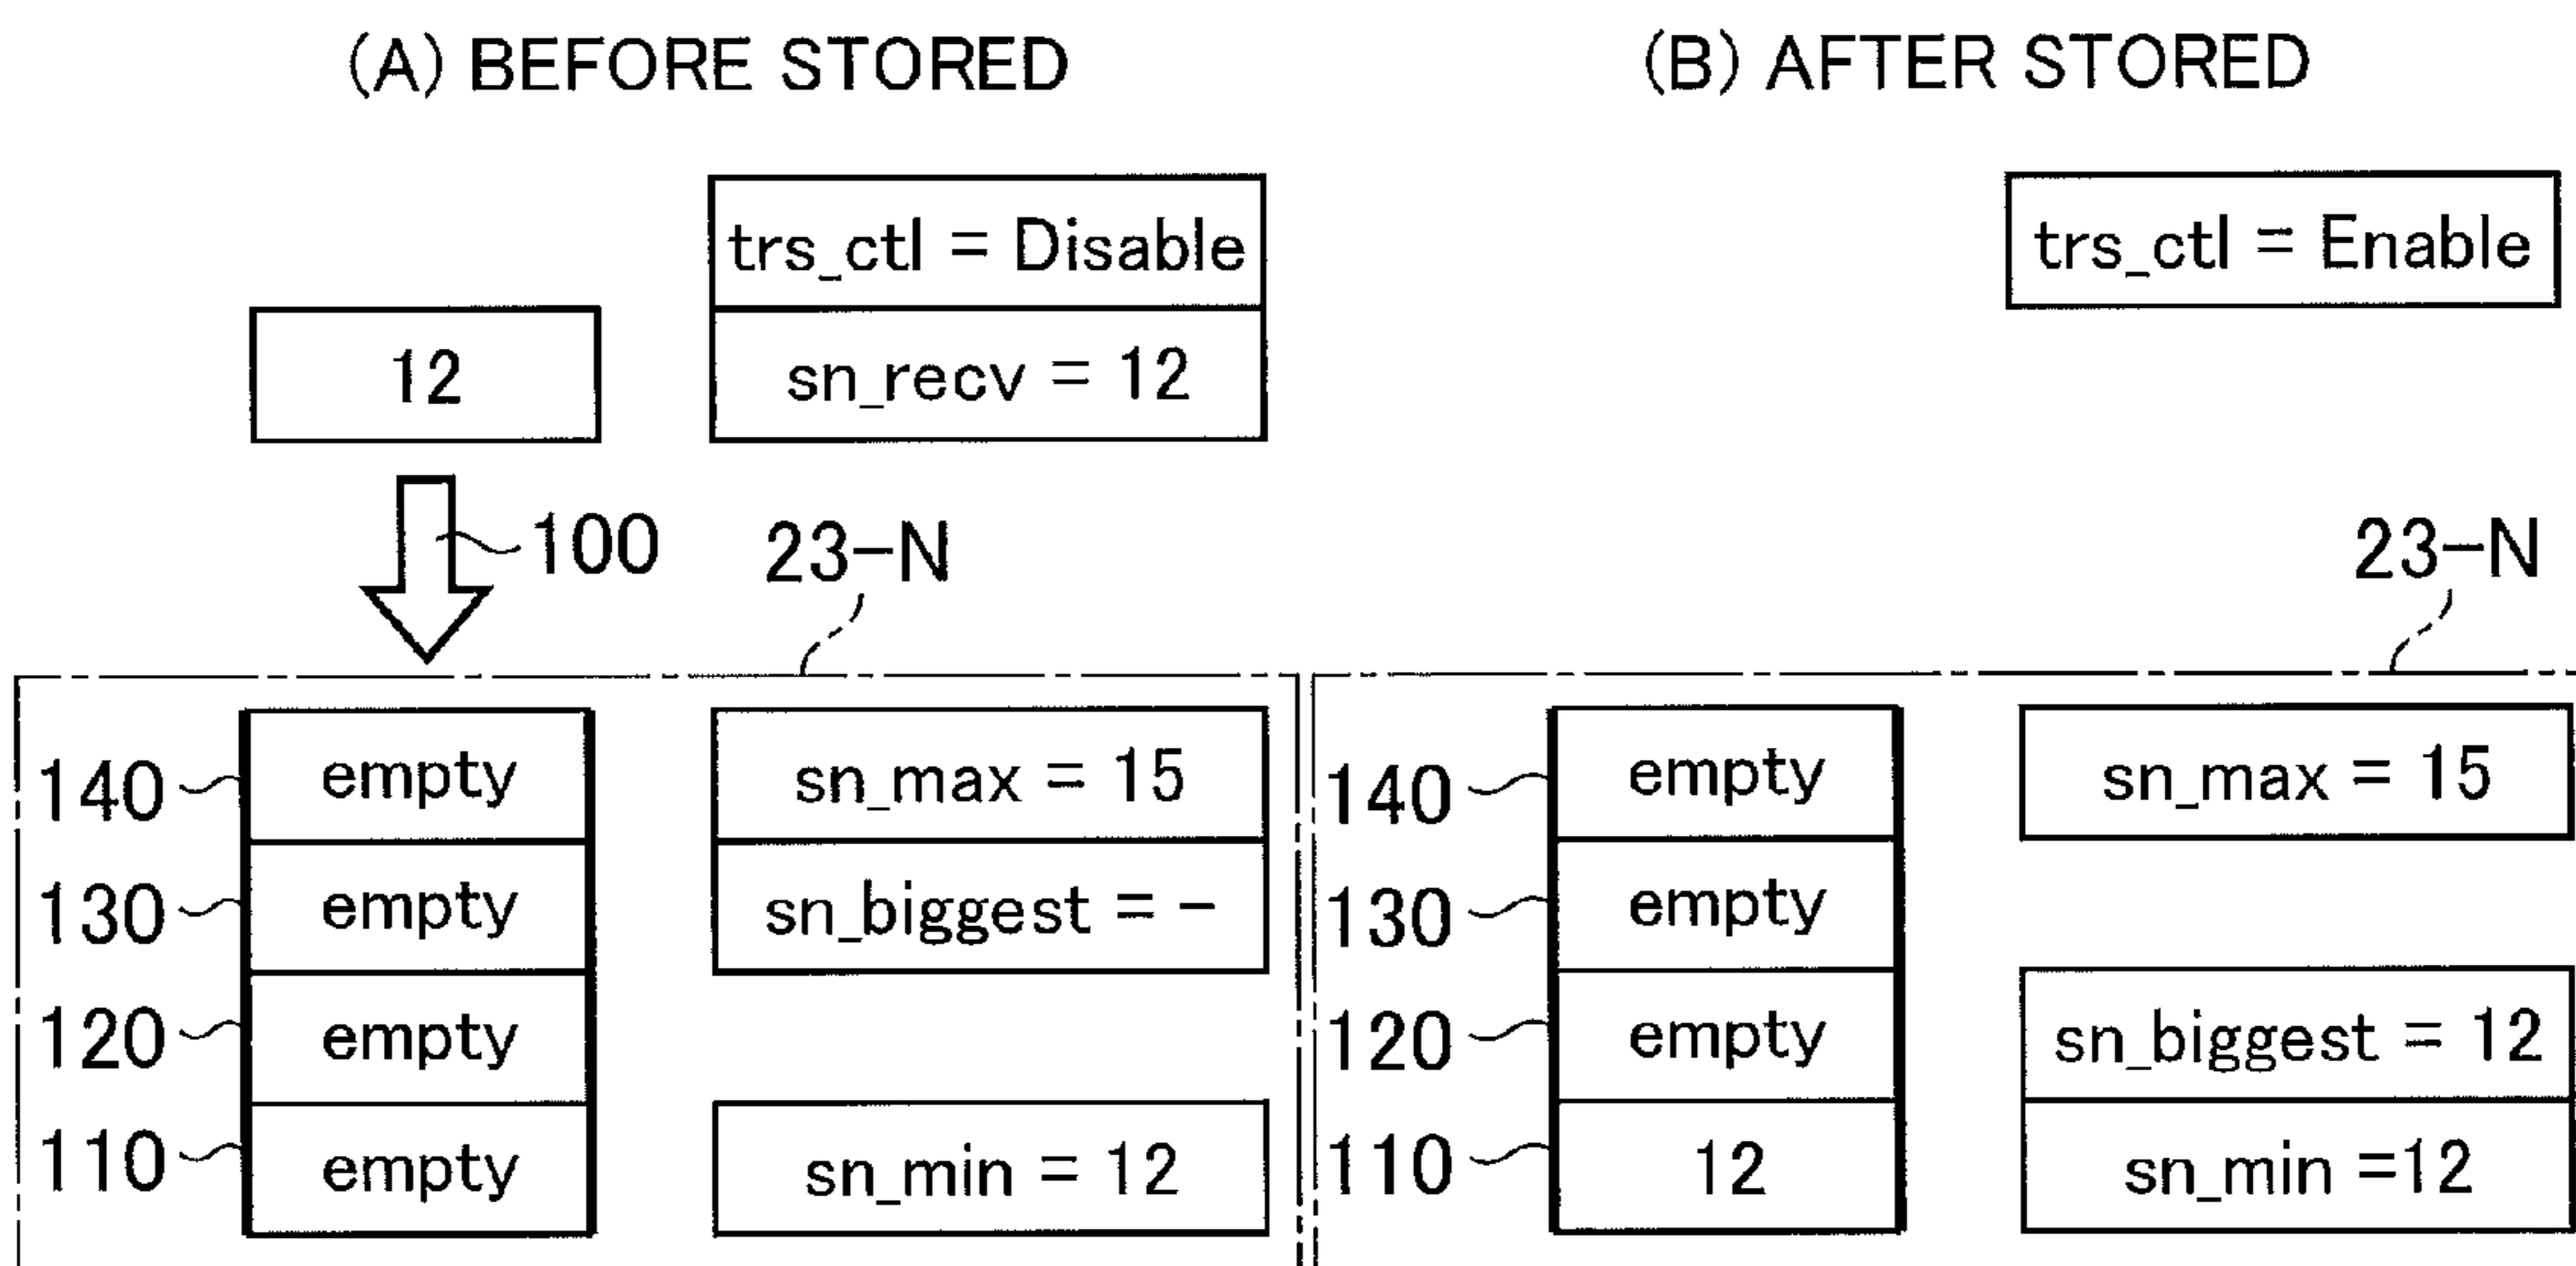 (A) BEFORE STORED
trs_ctl = Disable
12
sn_recv = 12
100
23-N
140
empty
sn_max = 15
130
empty
sn_biggest = -
120
empty
110
empty
sn_min = 12
(B) AFTER STORED
trs_ctl = Enable
23-N
140
empty
sn_max = 15
130
empty
120
empty
sn_biggest = 12
110
12
sn_min =12